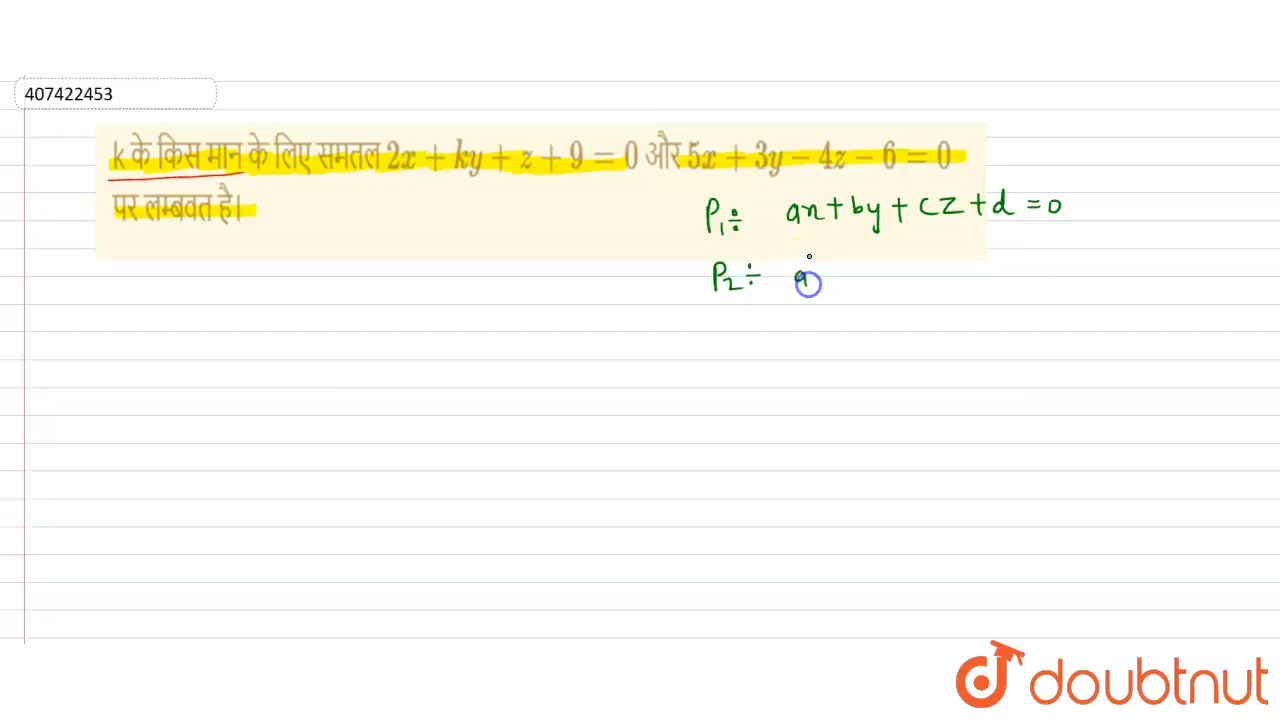 407422453
k के किस मान के लिए समतल 2x + ky + z + 9 = 0 और 5x + 3y − 4z − 6 = 0
पर लम्बवत है।
P₁ ÷ ax + by + cz + d = 0
P₂ ÷ a
doubtnut